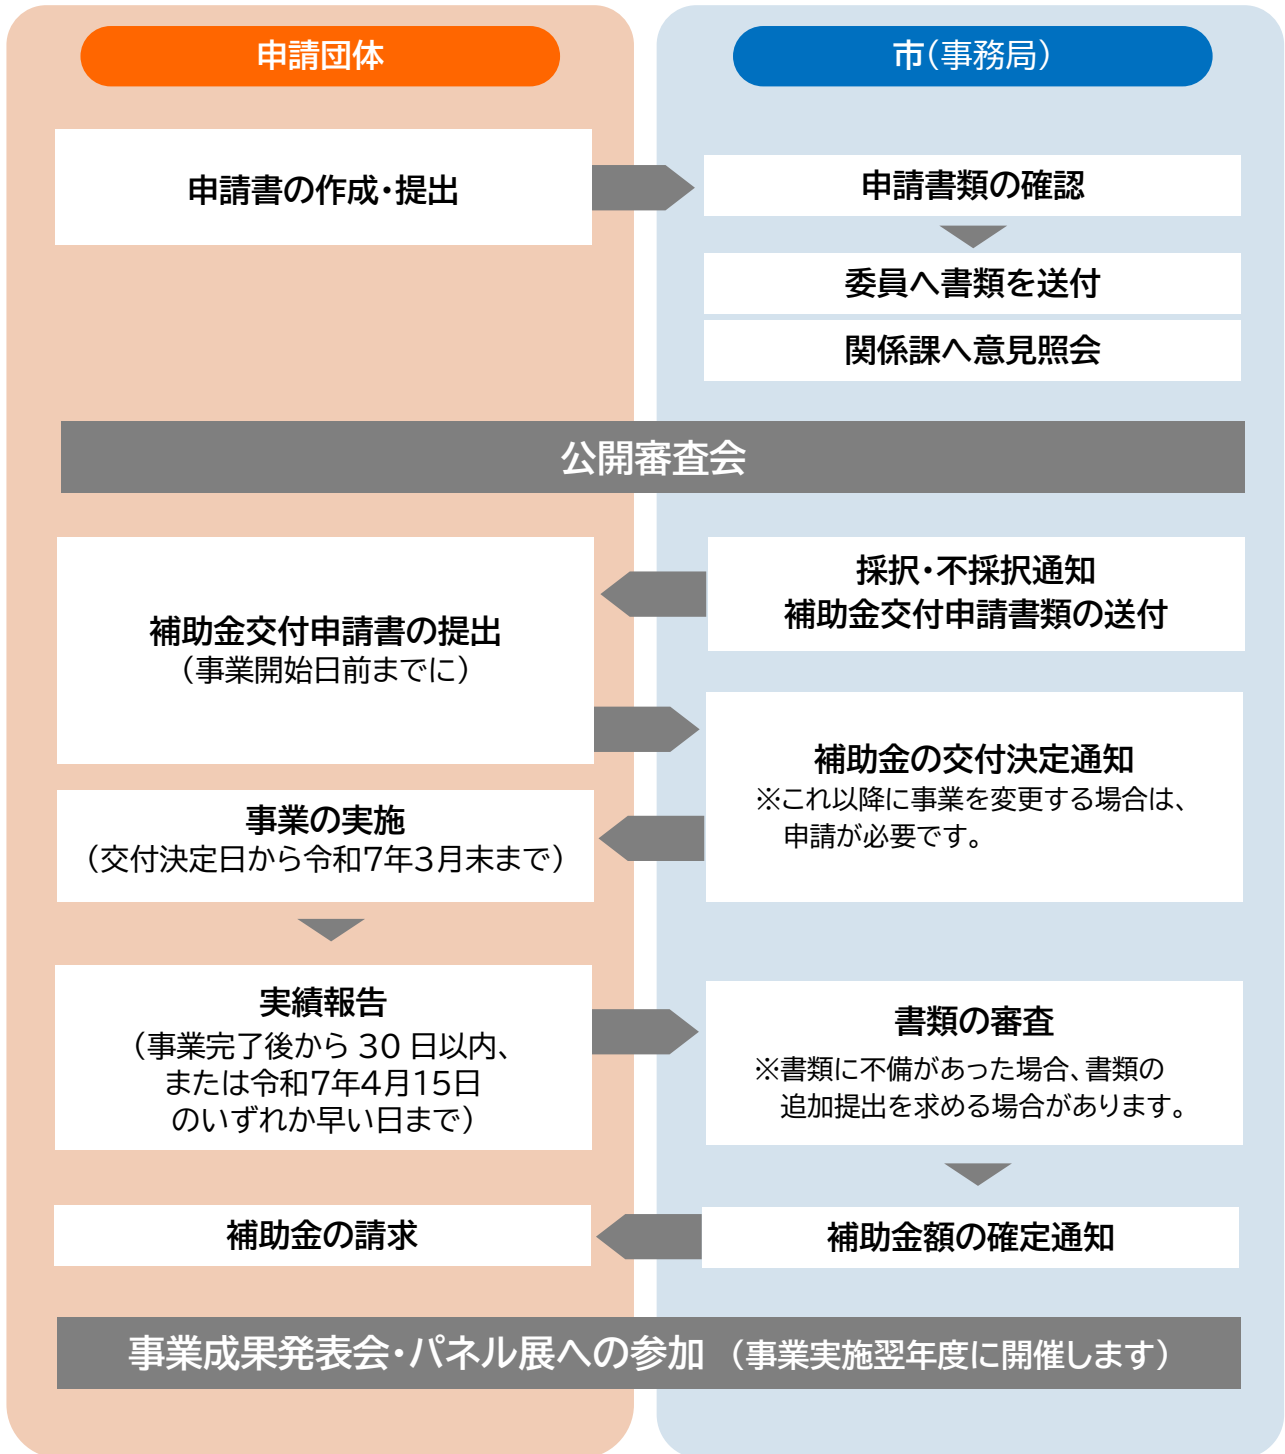 申請団体
市（事務局）
申請書の作成・提出
申請書類の確認
委員へ書類を送付
関係課へ意見照会
公開審査会
採択・不採択通知
補助金交付申請書類の送付
補助金交付申請書の提出
（事業開始日前までに）
補助金の交付決定通知
※これ以降に事業を変更する場合は、
申請が必要です。
事業の実施
（交付決定日から令和7年3月末まで）
実績報告
（事業完了後から 30 日以内、
または令和7年4月15日
のいずれか早い日まで）
書類の審査
※書類に不備があった場合、書類の
追加提出を求める場合があります。
補助金額の確定通知
補助金の請求
事業成果発表会・パネル展への参加 （事業実施翌年度に開催します）